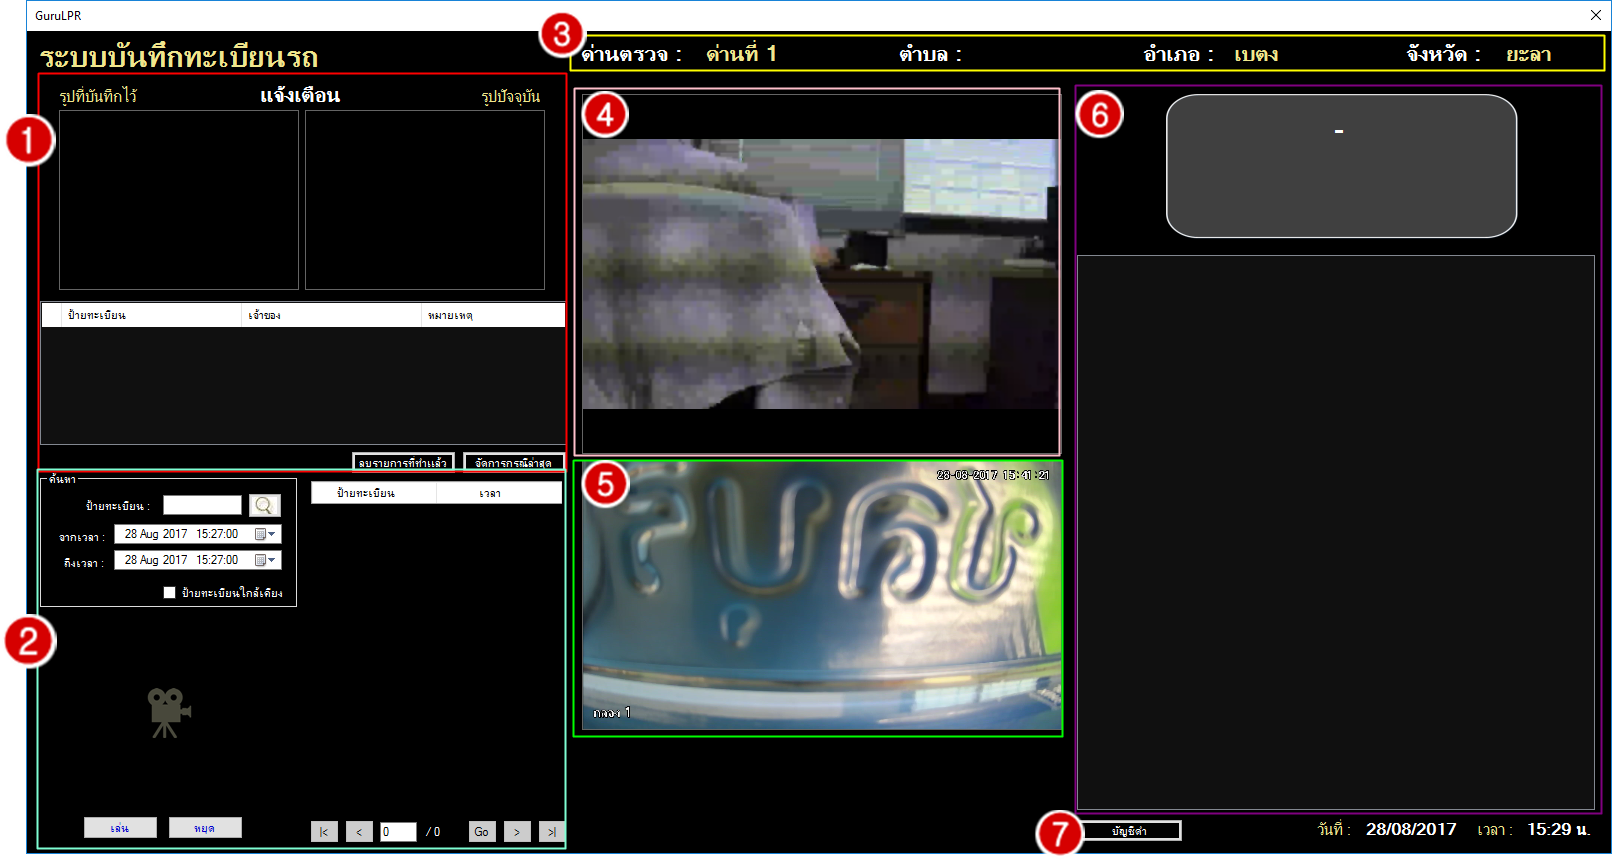 GuruLPR
ระบบบันทึกทะเบียนรถ
3
ด่านตรวจ : ด่านที่ 1 ตำบล : อำเภอ : เบตง จังหวัด : ยะลา
1
รูปที่บันทึกไว้ แจ้งเตือน รูปปัจจุบัน
ป้ายทะเบียน เจ้าของ หมายเหตุ
ลบรายการที่ทำแล้ว จัดการกรณีล่าสุด
2
ค้นหา
ป้ายทะเบียน :
จากเวลา : 28 Aug 2017 15:27:00
ถึงเวลา : 28 Aug 2017 15:27:00
ป้ายทะเบียนใกล้เคียง
ป้ายทะเบียน เวลา
เล่น หยุด
|< < 0 / 0 Go > >|
4
5
28-08-2017 15:41:21
กล้อง 1
6
-
7
บัญชีดำ
วันที่ : 28/08/2017 เวลา : 15:29 น.